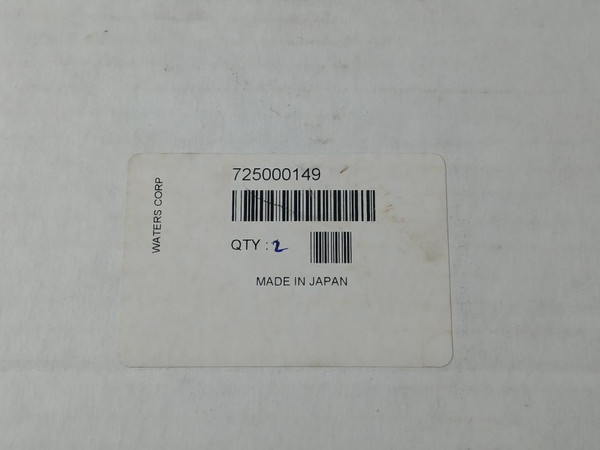 WATERS CORP
725000149
QTY : 2
MADE IN JAPAN